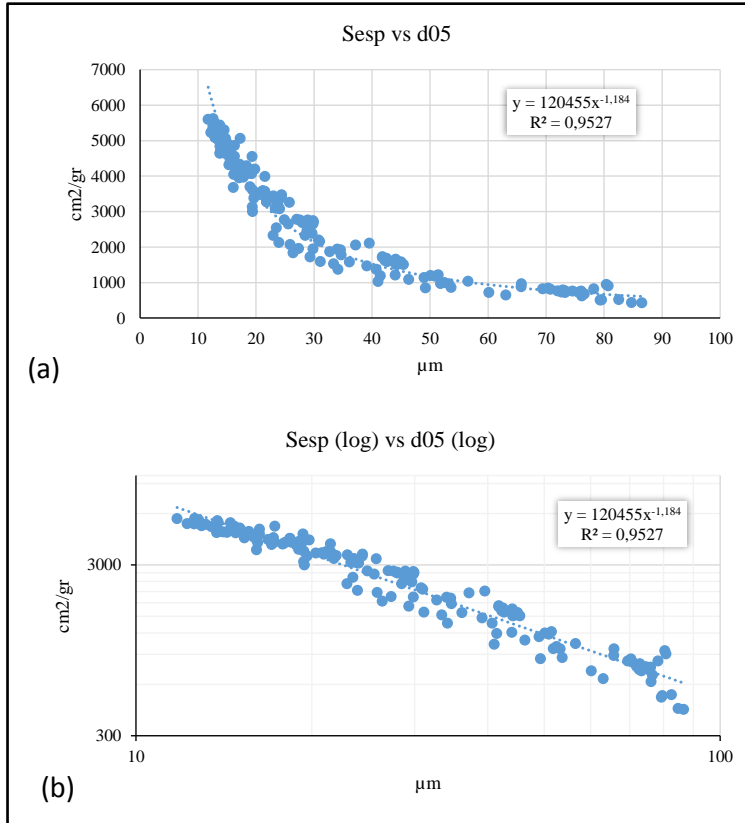 Sesp vs d05
7000
6000
5000
4000
3000
2000
1000
0
cm2/gr
y = 120455x-1,184
R² = 0,9527
0 10 20 30 40 50 60 70 80 90 100
µm
(a)
Sesp (log) vs d05 (log)
y = 120455x-1,184
R² = 0,9527
3000
300
cm2/gr
10 100
µm
(b)